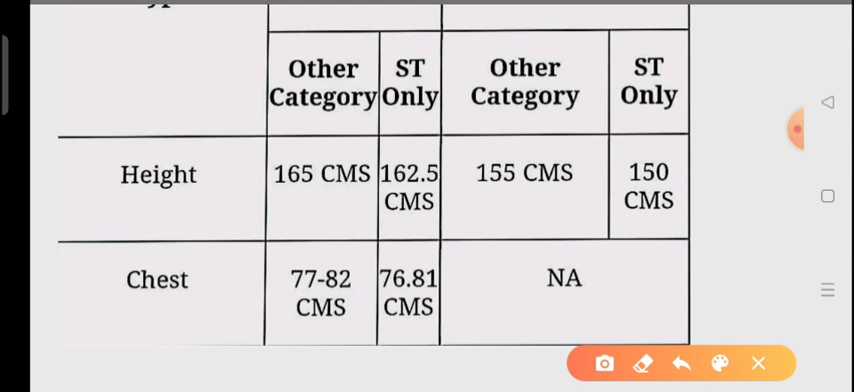 Other ST Other ST
Category Only Category Only
Height 165 CMS 162.5 155 CMS 150
CMS CMS
Chest 77-82 76.81 NA
CMS CMS